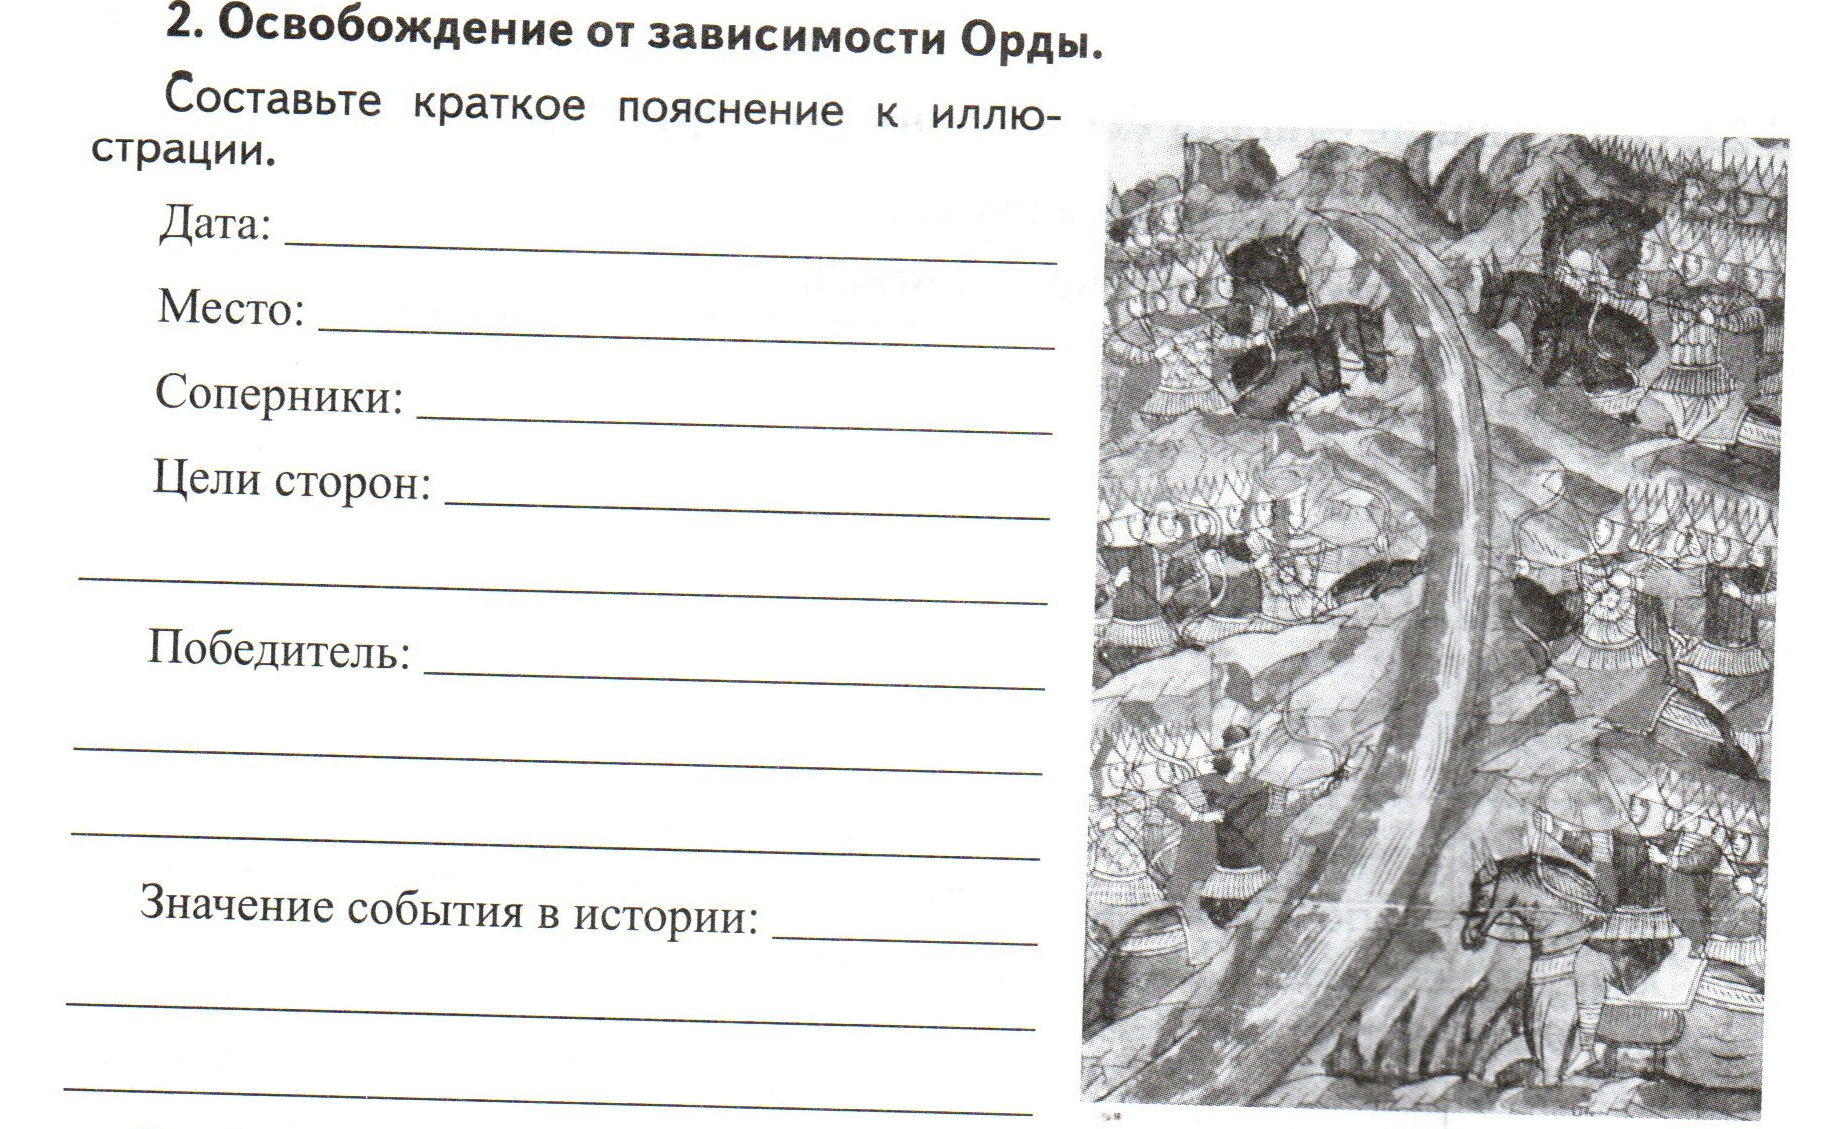 2. Освобождение от зависимости Орды.
Составьте краткое пояснение к иллю-
страции.
Дата:
Место:
Соперники:
Цели сторон:
Победитель:
Значение события в истории: